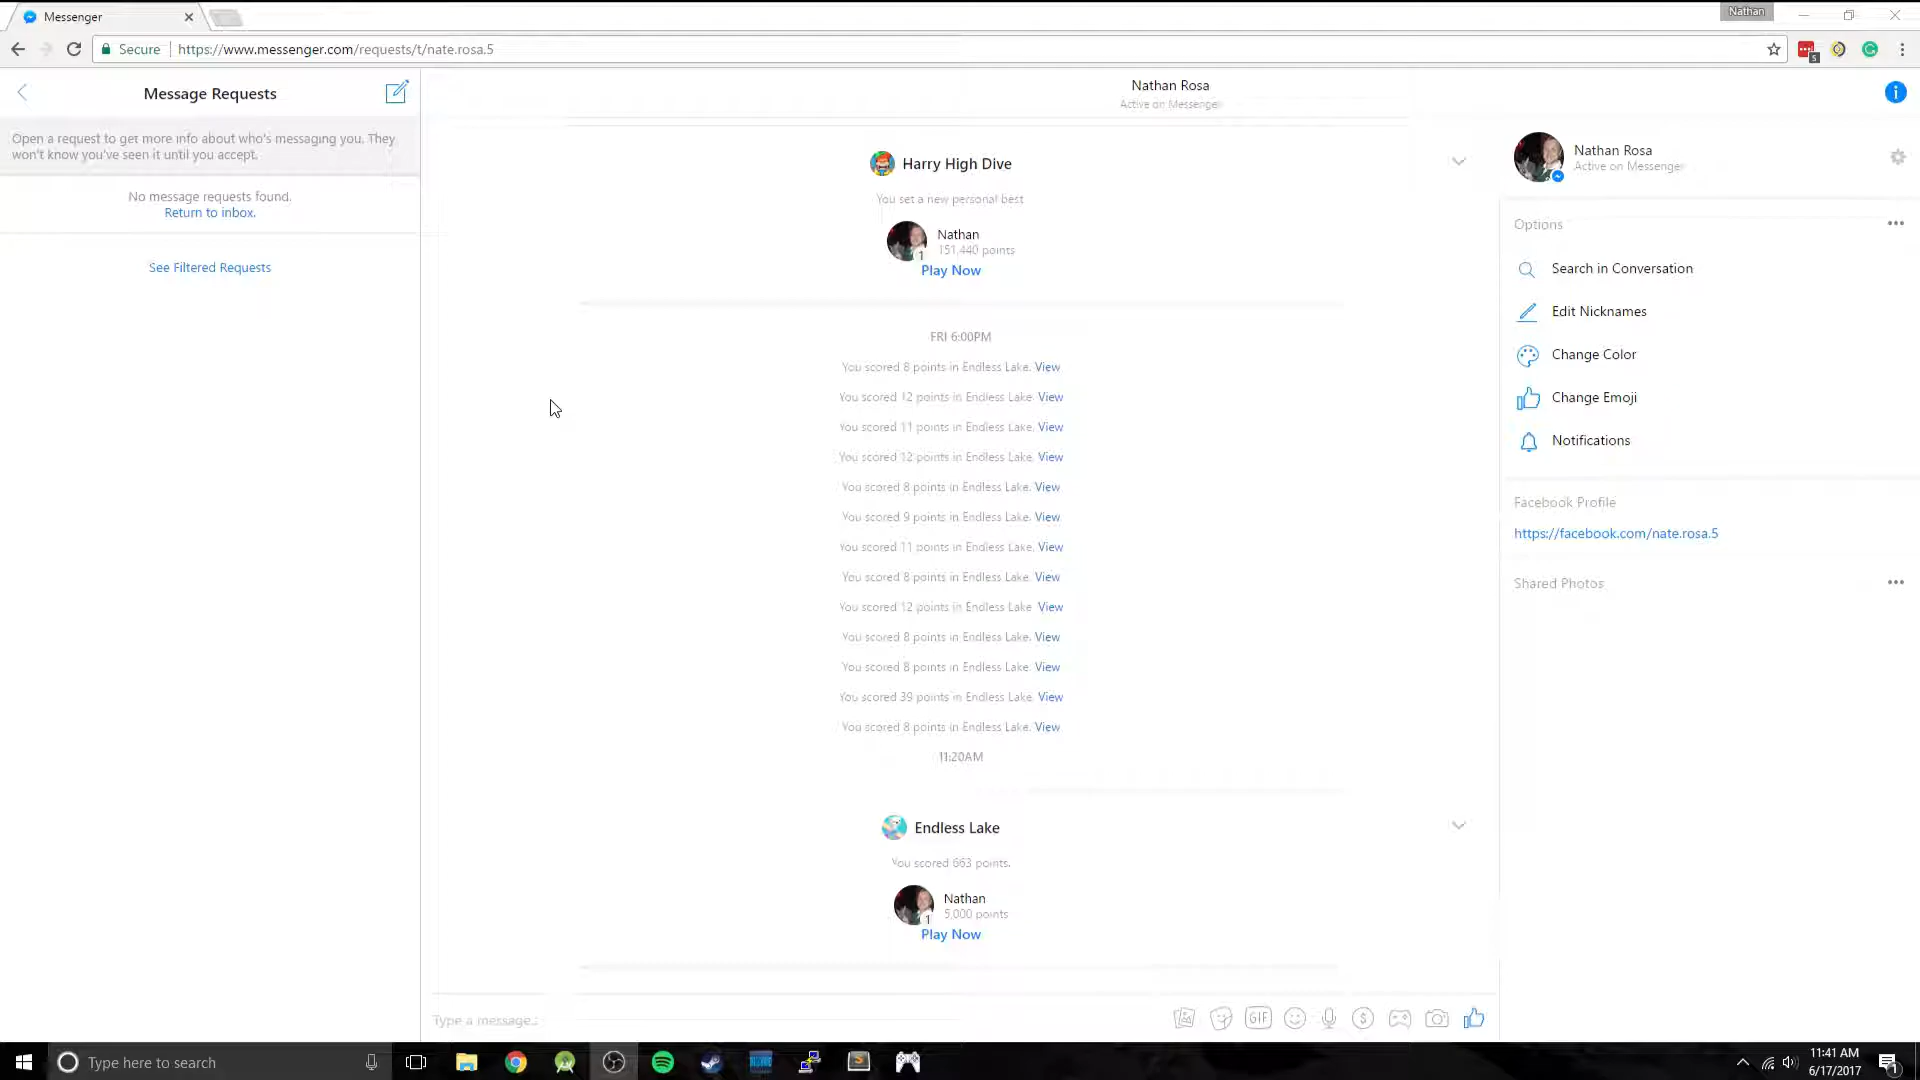 Messenger
Nathan
Secure
https://www.messenger.com/requests/t/nate.rosa.5
5
Message Requests
Open a request to get more info about who's messaging you. They
won't know you've seen it until you accept.
No message requests found.
Return to inbox.
See Filtered Requests
Nathan Rosa
Active on Messenger
Harry High Dive
You set a new personal best
Nathan
1
151,440 points
Play Now
FRI 6:00PM
You scored 8 points in Endless Lake. View
You scored 12 points in Endless Lake. View
You scored 11 points in Endless Lake. View
You scored 12 points in Endless Lake. View
You scored 8 points in Endless Lake. View
You scored 9 points in Endless Lake. View
You scored 11 points in Endless Lake. View
You scored 8 points in Endless Lake. View
You scored 12 points in Endless Lake. View
You scored 8 points in Endless Lake. View
You scored 8 points in Endless Lake. View
You scored 39 points in Endless Lake. View
You scored 8 points in Endless Lake. View
11:20AM
Endless Lake
You scored 663 points.
Nathan
1
5,000 points
Play Now
Type a message...
GIF
$
Nathan Rosa
Active on Messenger
Options
Search in Conversation
Edit Nicknames
Change Color
Change Emoji
Notifications
Facebook Profile
https://facebook.com/nate.rosa.5
Shared Photos
Type here to search
11:41 AM
6/17/2017
1